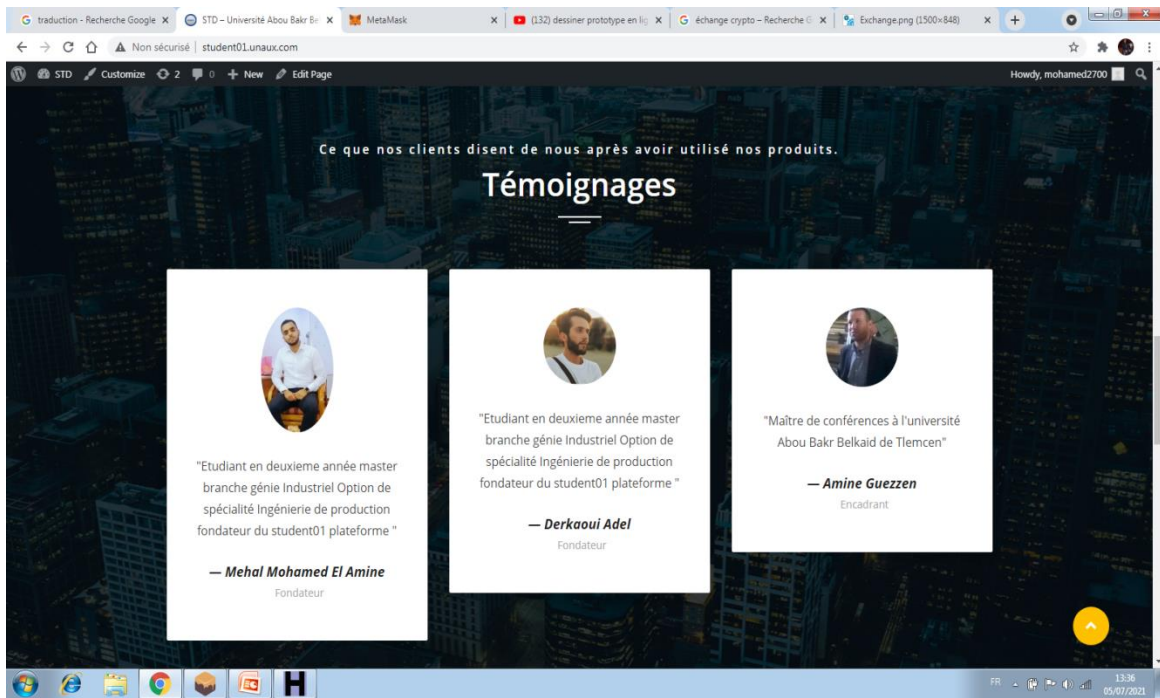 traduction - Recherche Google
STD – Université Abou Bakr Be
MetaMask
(132) dessiner prototype en lig
échange crypto – Recherche G
Exchange.png (1500×848)
Non sécurisé | student01.unaux.com
STD Customize 2 0 + New Edit Page
Howdy, mohamed2700
Ce que nos clients disent de nous après avoir utilisé nos produits.
Témoignages
"Etudiant en deuxieme année master
branche génie Industriel Option de
spécialité Ingénierie de production
fondateur du student01 plateforme "
— Mehal Mohamed El Amine
Fondateur
"Etudiant en deuxieme année master
branche génie Industriel Option de
spécialité Ingénierie de production
fondateur du student01 plateforme "
— Derkaoui Adel
Fondateur
"Maître de conférences à l'université
Abou Bakr Belkaid de Tlemcen"
— Amine Guezzen
Encadrant
FR
13:36
05/07/2021